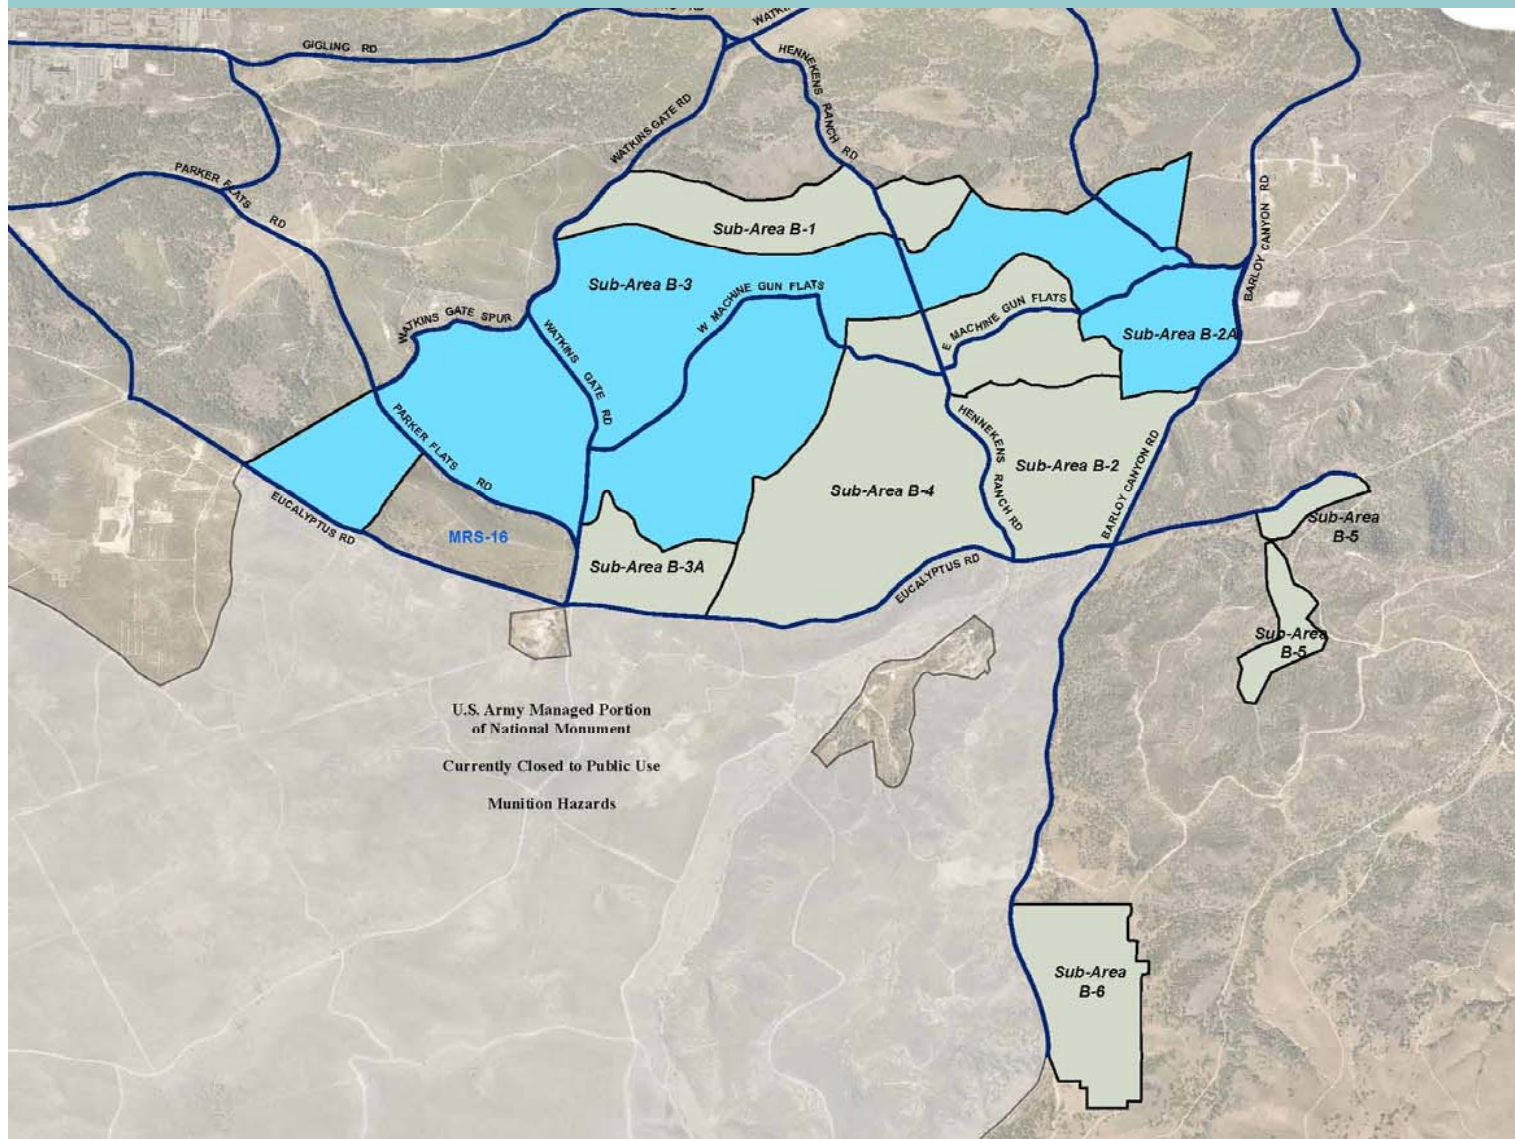 GIGLING RD
WATKINS GATE RD
HENNEKENS RANCH RD
PARKER FLATS RD
BARLOY CANYON RD
Sub-Area B-1
Sub-Area B-3
W MACHINE GUN FLATS
E MACHINE GUN FLATS
WATKINS GATE SPUR
WATKINS GATE RD
Sub-Area B-2A
PARKER FLATS RD
HENNEKENS RANCH RD
Sub-Area B-2
BARLOY CANYON RD
Sub-Area B-4
EUCALYPTUS RD
MRS-16
Sub-Area B-3A
EUCALYPTUS RD
Sub-Area
B-5
Sub-Area
B-5
U.S. Army Managed Portion
of National Monument
Currently Closed to Public Use
Munition Hazards
Sub-Area
B-6